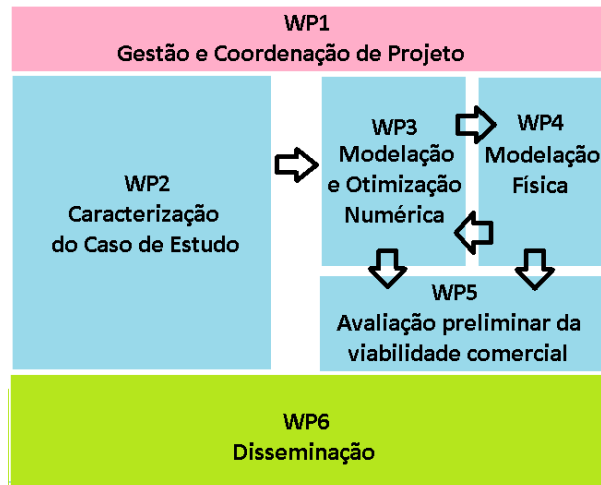 WP1
Gestão e Coordenação de Projeto
WP2
Caracterização
do Caso de Estudo
WP3
Modelação
e Otimização
Numérica
WP4
Modelação
Física
WP5
Avaliação preliminar da
viabilidade comercial
WP6
Disseminação